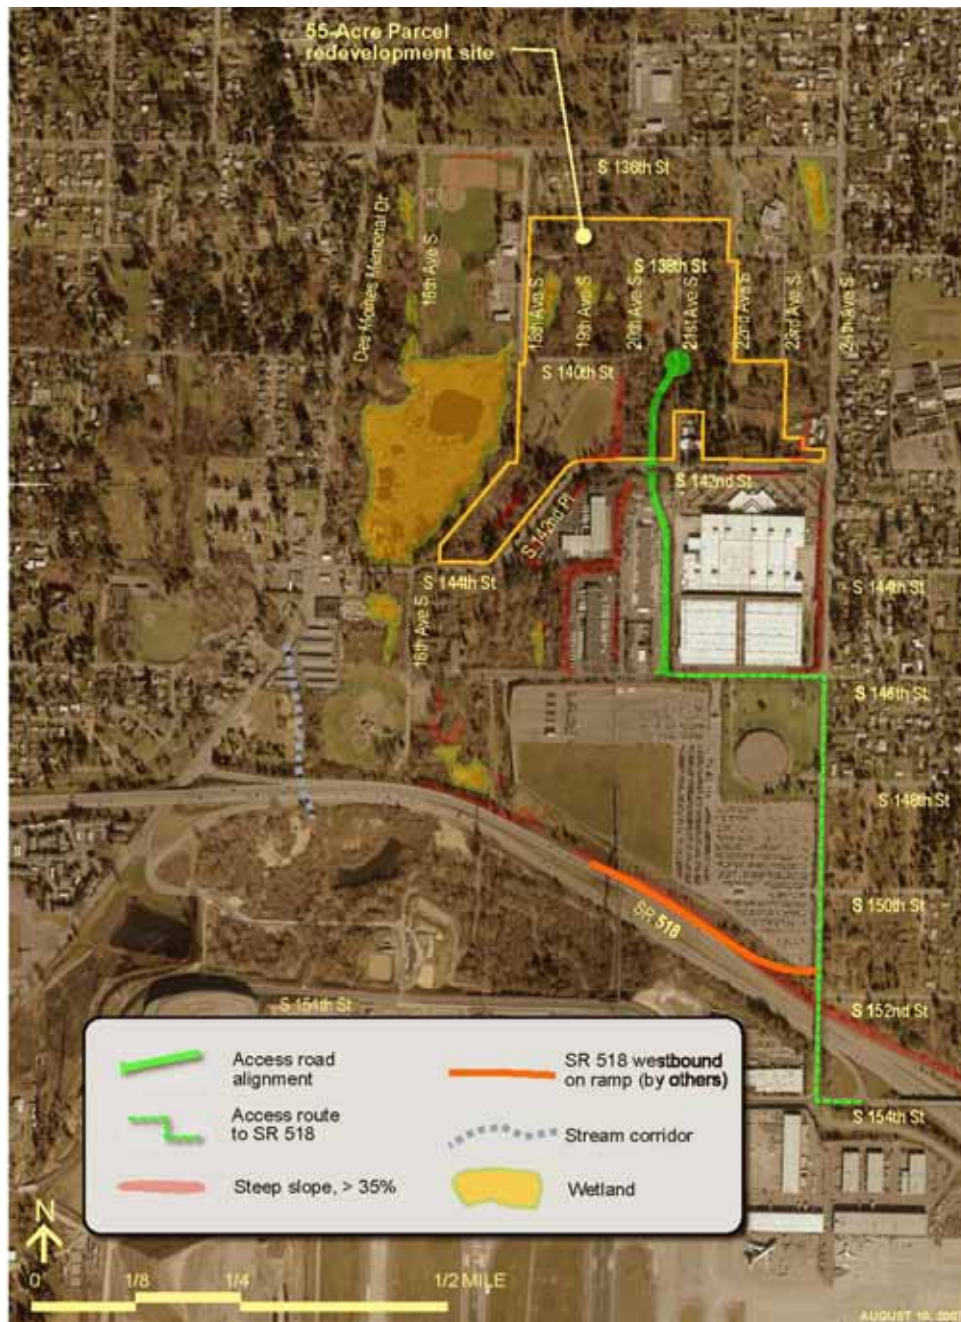 55-Acre Parcel
redevelopment site
S 136th St
Des Moines Memorial Dr
16th Ave S
S 138th St
18th Ave S
19th Ave S
20th Ave S
21st Ave S
23rd Ave S
24th Ave S
S 140th St
S 142nd St
S 142nd Pl
S 144th St
S 144th St
16th Ave S
S 146th St
S 148th St
S 150th St
SR 518
S 152nd St
S 154th St
S 154th St
Access road
alignment
SR 518 westbound
on ramp (by others)
Access route
to SR 518
Stream corridor
Steep slope, > 35%
Wetland
N
0
1/8
1/4
1/2 MILE